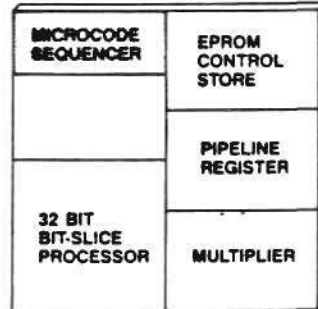 MICROCODE
SEQUENCER
EPROM
CONTROL
STORE
PIPELINE
REGISTER
32 BIT
BIT-SLICE
PROCESSOR
MULTIPLIER